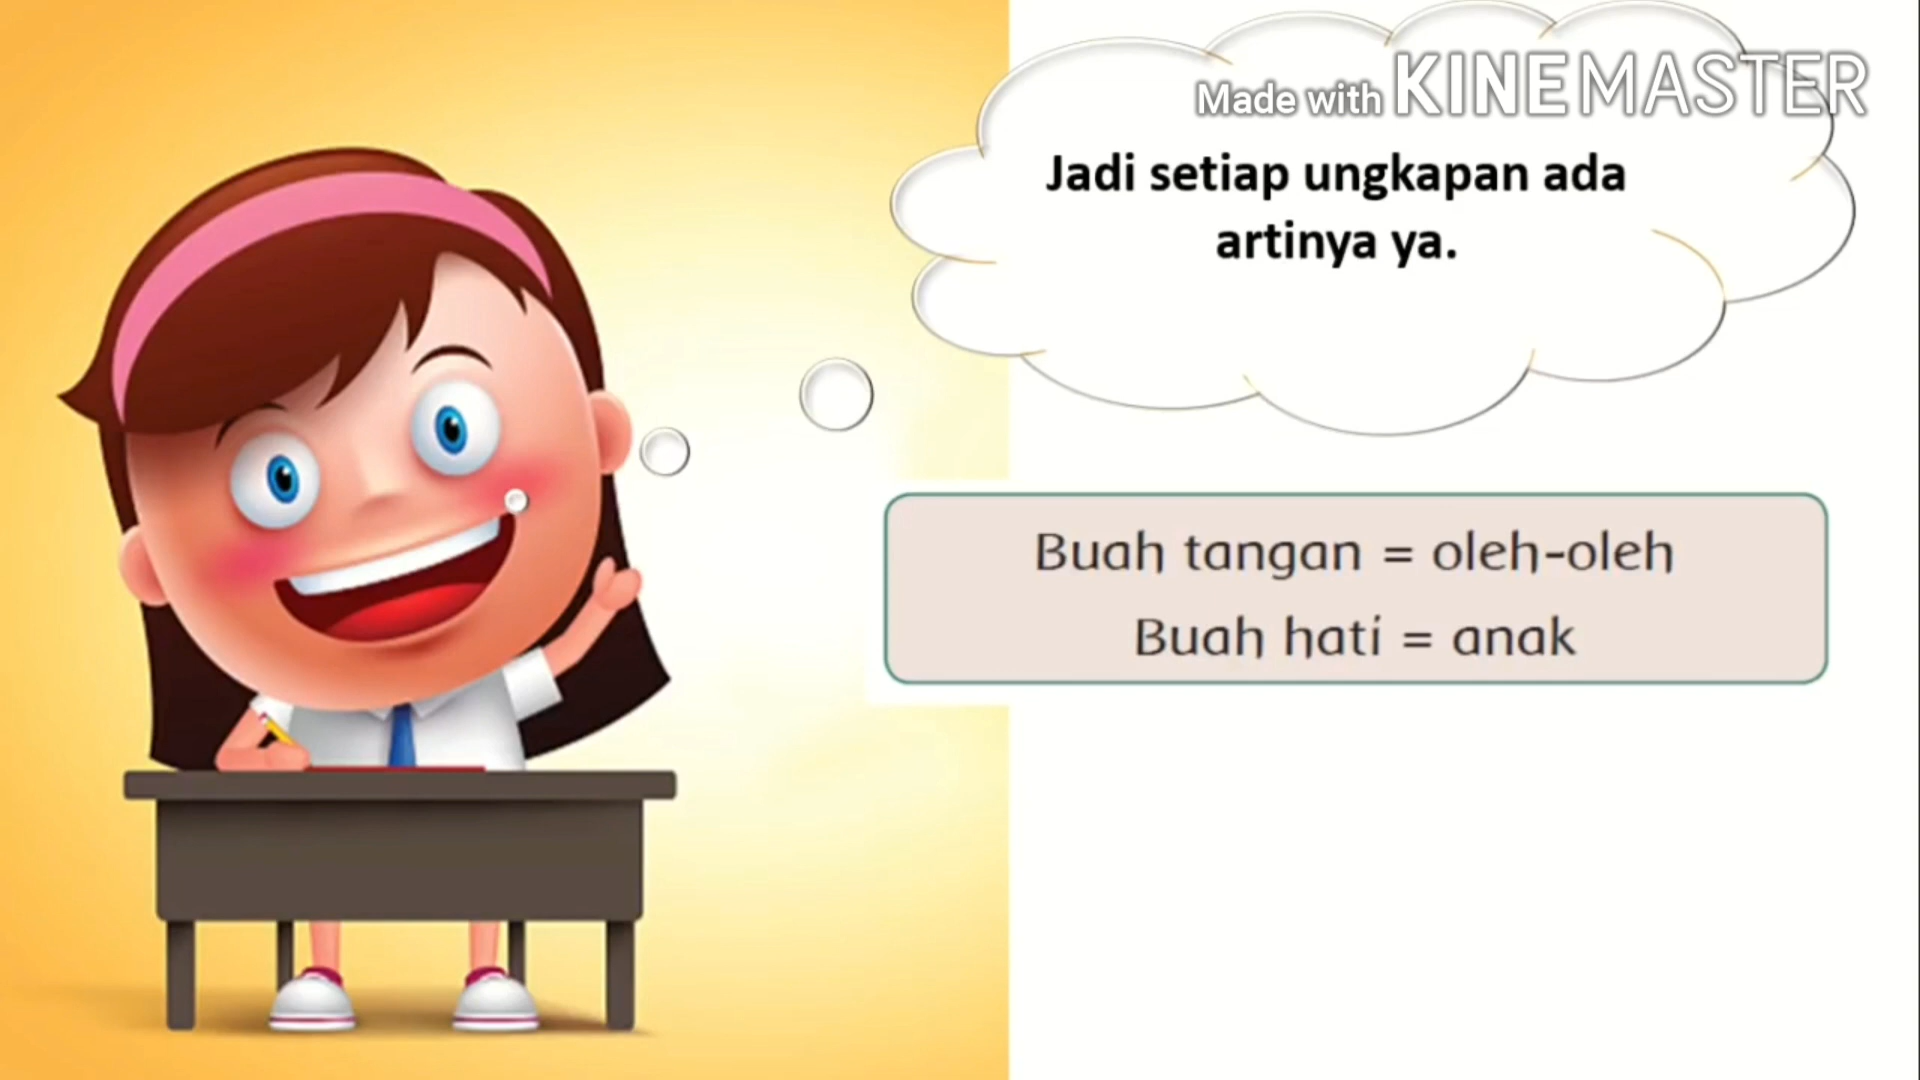 Made with KINEMASTER
Jadi setiap ungkapan ada
artinya ya.
Buah tangan = oleh-oleh
Buah hati = anak